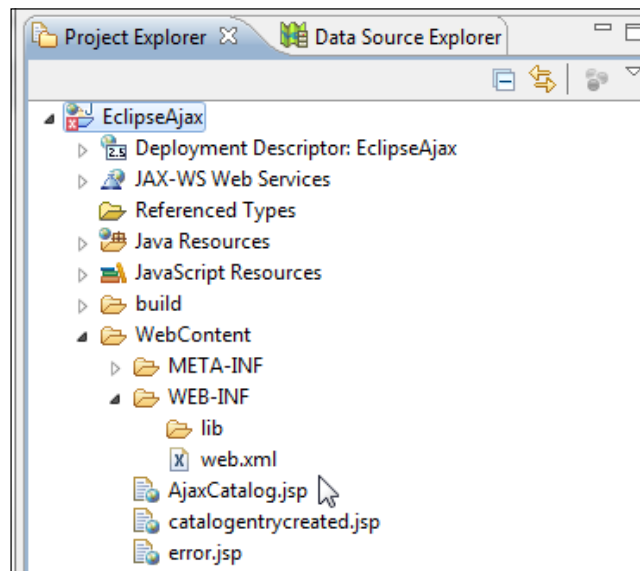 Project Explorer Data Source Explorer
EclipseAjax
2.5 Deployment Descriptor: EclipseAjax
JAX-WS Web Services
Referenced Types
Java Resources
JavaScript Resources
build
WebContent
META-INF
WEB-INF
lib
X web.xml
AjaxCatalog.jsp
catalogentrycreated.jsp
error.jsp